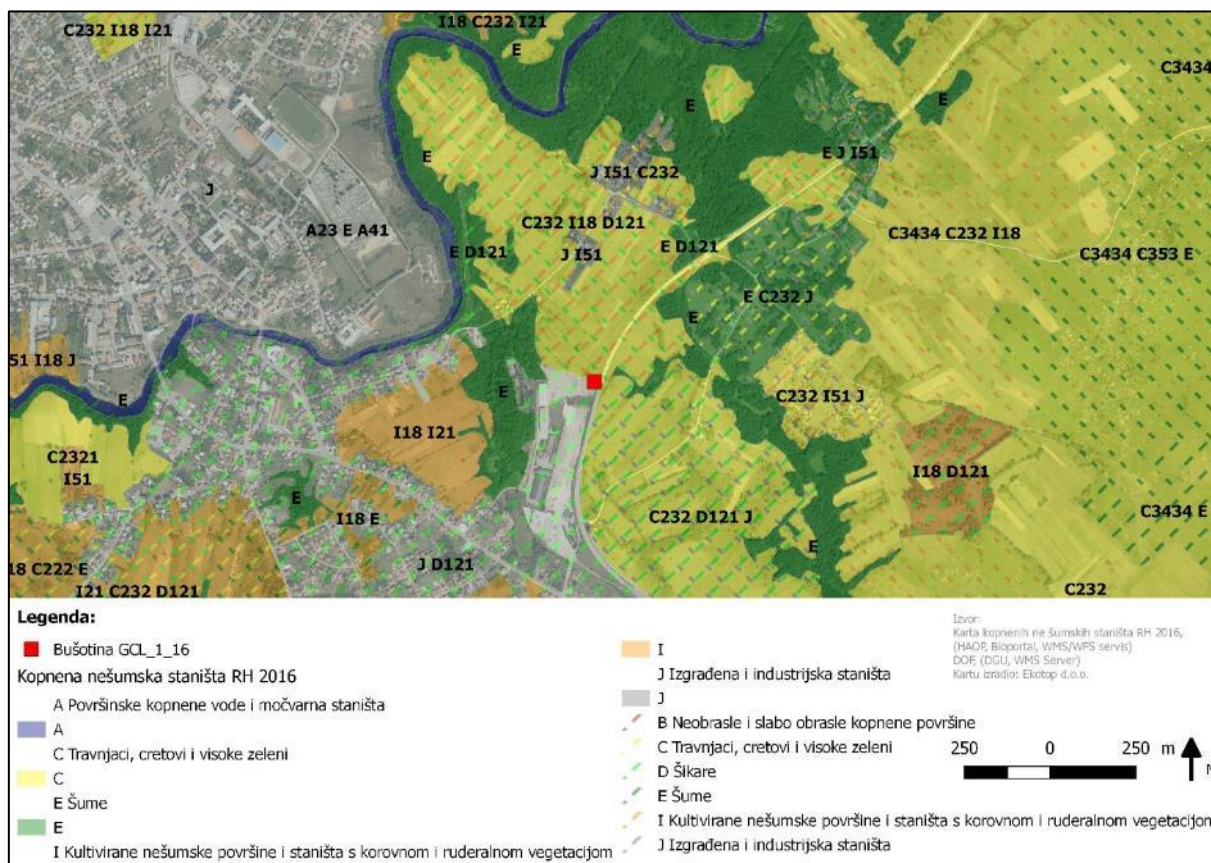 C232 I18 I21
I18 C232 I21
E
C3434
E
E
E
E J I51
J
J I51 C232
C232 I18 D121
A23 E A41
E D121
J I51
E D121
C3434 C232 I18
C3434 C353 E
E C232 J
E
51 I18 J
E
E
C232 I51 J
I18 I21
C2321
I51
I18 D121
E
I18 E
C232 D121 J
C3434 E
E
18 C222 E
I21 C232 D121
J D121
C232
Legenda:
Bušotina GCL_1_16
Kopnena nešumska staništa RH 2016
A Površinske kopnene vode i močvarna staništa
A
C Travnjaci, cretovi i visoke zeleni
C
E Šume
E
I Kultivirane nešumske površine i staništa s korovnom i ruderalnom vegetacijom
I
J Izgrađena i industrijska staništa
J
B Neobrasle i slabo obrasle kopnene površine
C Travnjaci, cretovi i visoke zeleni
D Šikare
E Šume
I Kultivirane nešumske površine i staništa s korovnom i ruderalnom vegetacijom
J Izgrađena i industrijska staništa
Izvor:
Karta kopnenih ne šumskih staništa RH 2016,
(HAOP, Bioportal, WMS/WFS servis)
DOF, (DGU, WMS Server)
Kartu izradio: Ekotop d.o.o.
250 0 250 m
N